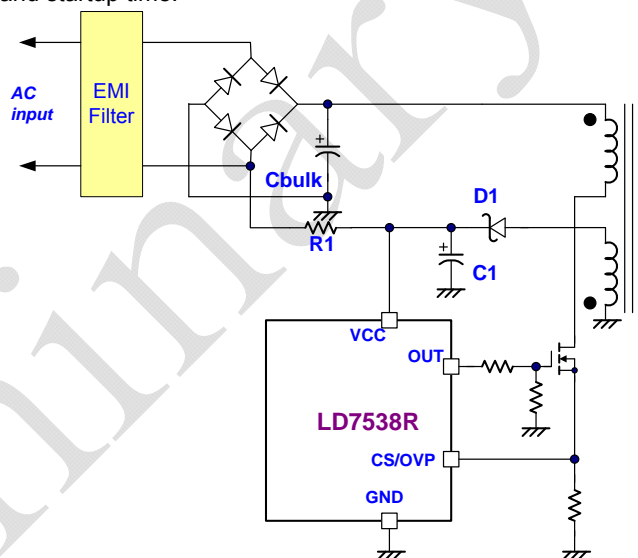 and startup time.
AC
input
EMI
Filter
Cbulk
R1
D1
C1
VCC
OUT
LD7538R
CS/OVP
GND